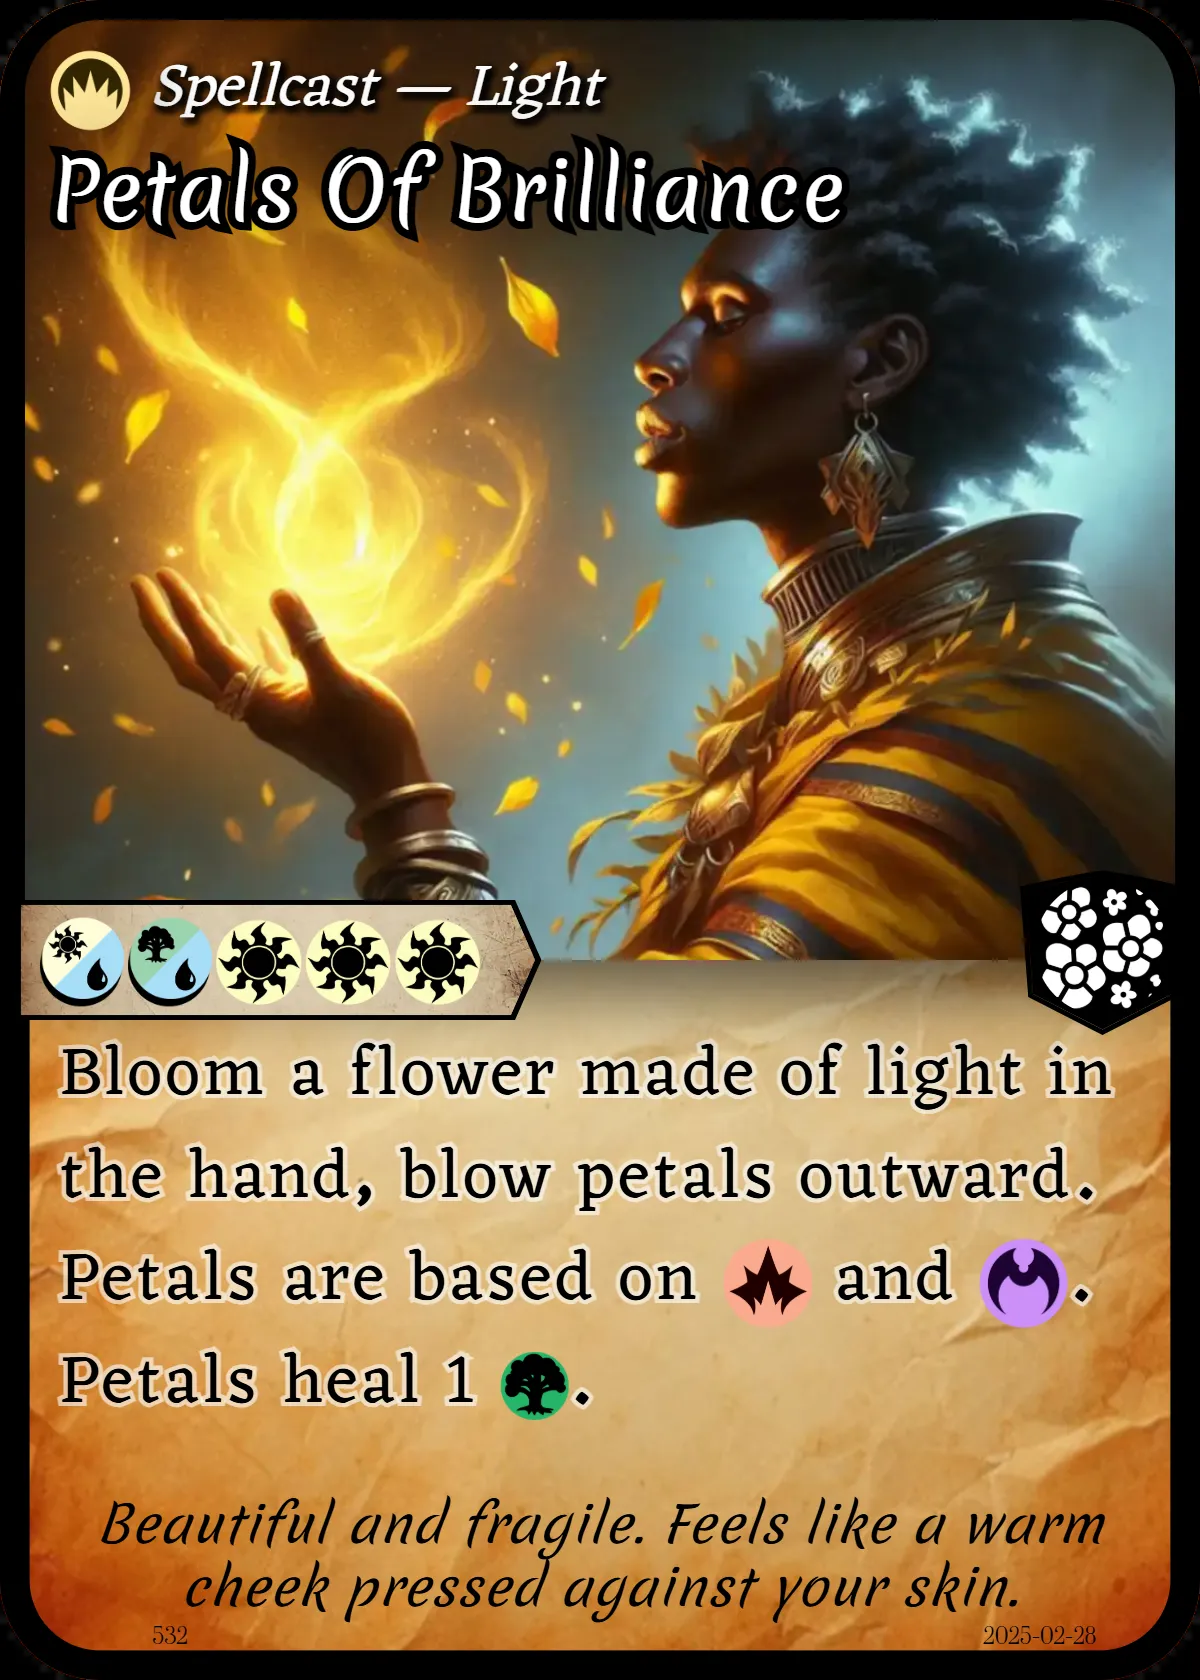 Spellcast — Light
Petals Of Brilliance
Bloom a flower made of light in
the hand, blow petals outward.
Petals are based on and .
Petals heal 1 .
Beautiful and fragile. Feels like a warm
cheek pressed against your skin.
532
2025-02-28